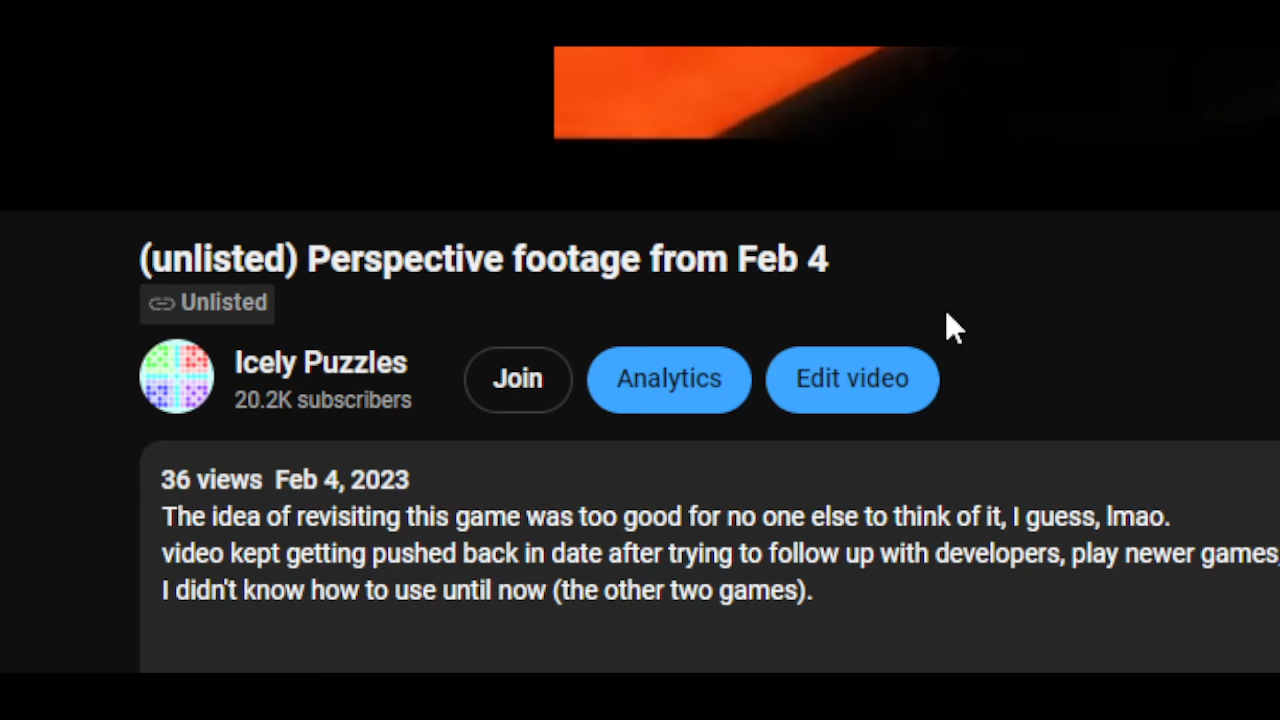 (unlisted) Perspective footage from Feb 4
Unlisted
Icely Puzzles
20.2K subscribers
Join
Analytics
Edit video
36 views Feb 4, 2023
The idea of revisiting this game was too good for no one else to think of it, I guess, lmao.
video kept getting pushed back in date after trying to follow up with developers, play newer games,
I didn't know how to use until now (the other two games).